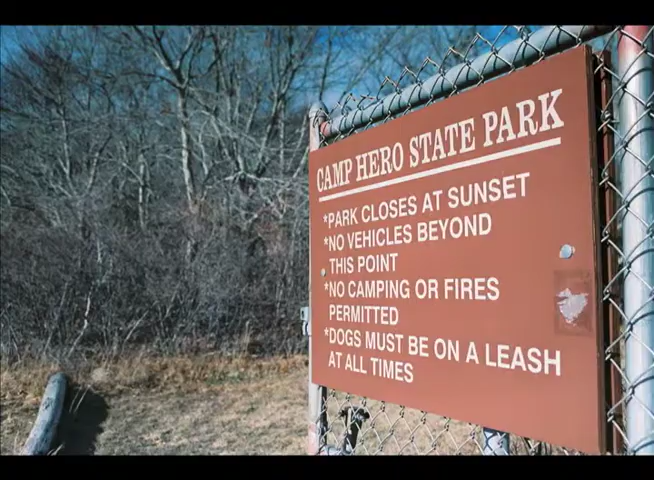 CAMP HERO STATE PARK
*PARK CLOSES AT SUNSET
*NO VEHICLES BEYOND
THIS POINT
*NO CAMPING OR FIRES
PERMITTED
*DOGS MUST BE ON A LEASH
AT ALL TIMES